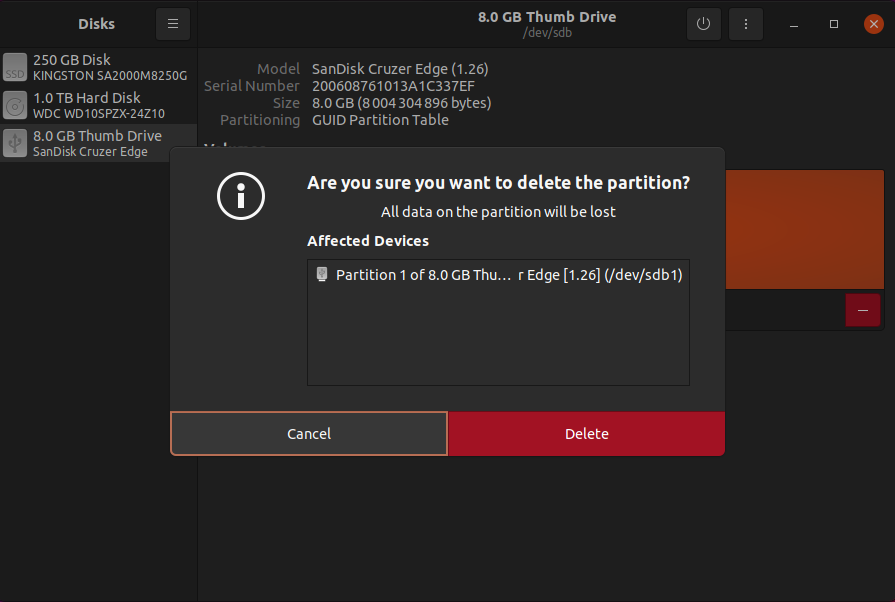 Disks
8.0 GB Thumb Drive
/dev/sdb
250 GB Disk
KINGSTON SA2000M8250G
1.0 TB Hard Disk
WDC WD10SPZX-24Z10
8.0 GB Thumb Drive
SanDisk Cruzer Edge
SSD
Model SanDisk Cruzer Edge (1.26)
Serial Number 200608761013A1C337EF
Size 8.0 GB (8 004 304 896 bytes)
Partitioning GUID Partition Table
Are you sure you want to delete the partition?
All data on the partition will be lost
Affected Devices
Partition 1 of 8.0 GB Thu… r Edge [1.26] (/dev/sdb1)
Cancel
Delete